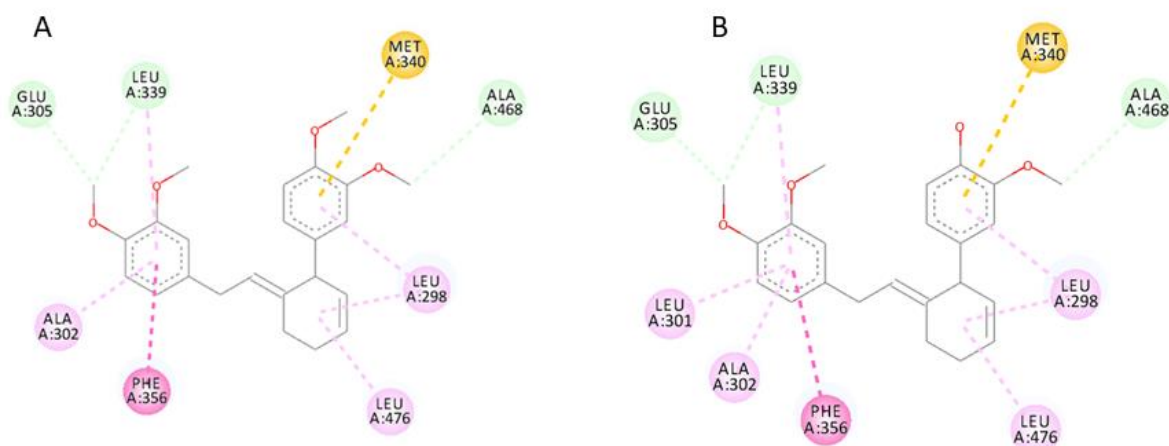 A
MET
A:340
LEU
A:339
GLU
A:305
ALA
A:468
O
O
O
O
LEU
A:298
ALA
A:302
PHE
A:356
LEU
A:476
B
MET
A:340
LEU
A:339
ALA
A:468
GLU
A:305
O
O
O
O
LEU
A:298
LEU
A:301
ALA
A:302
PHE
A:356
LEU
A:476